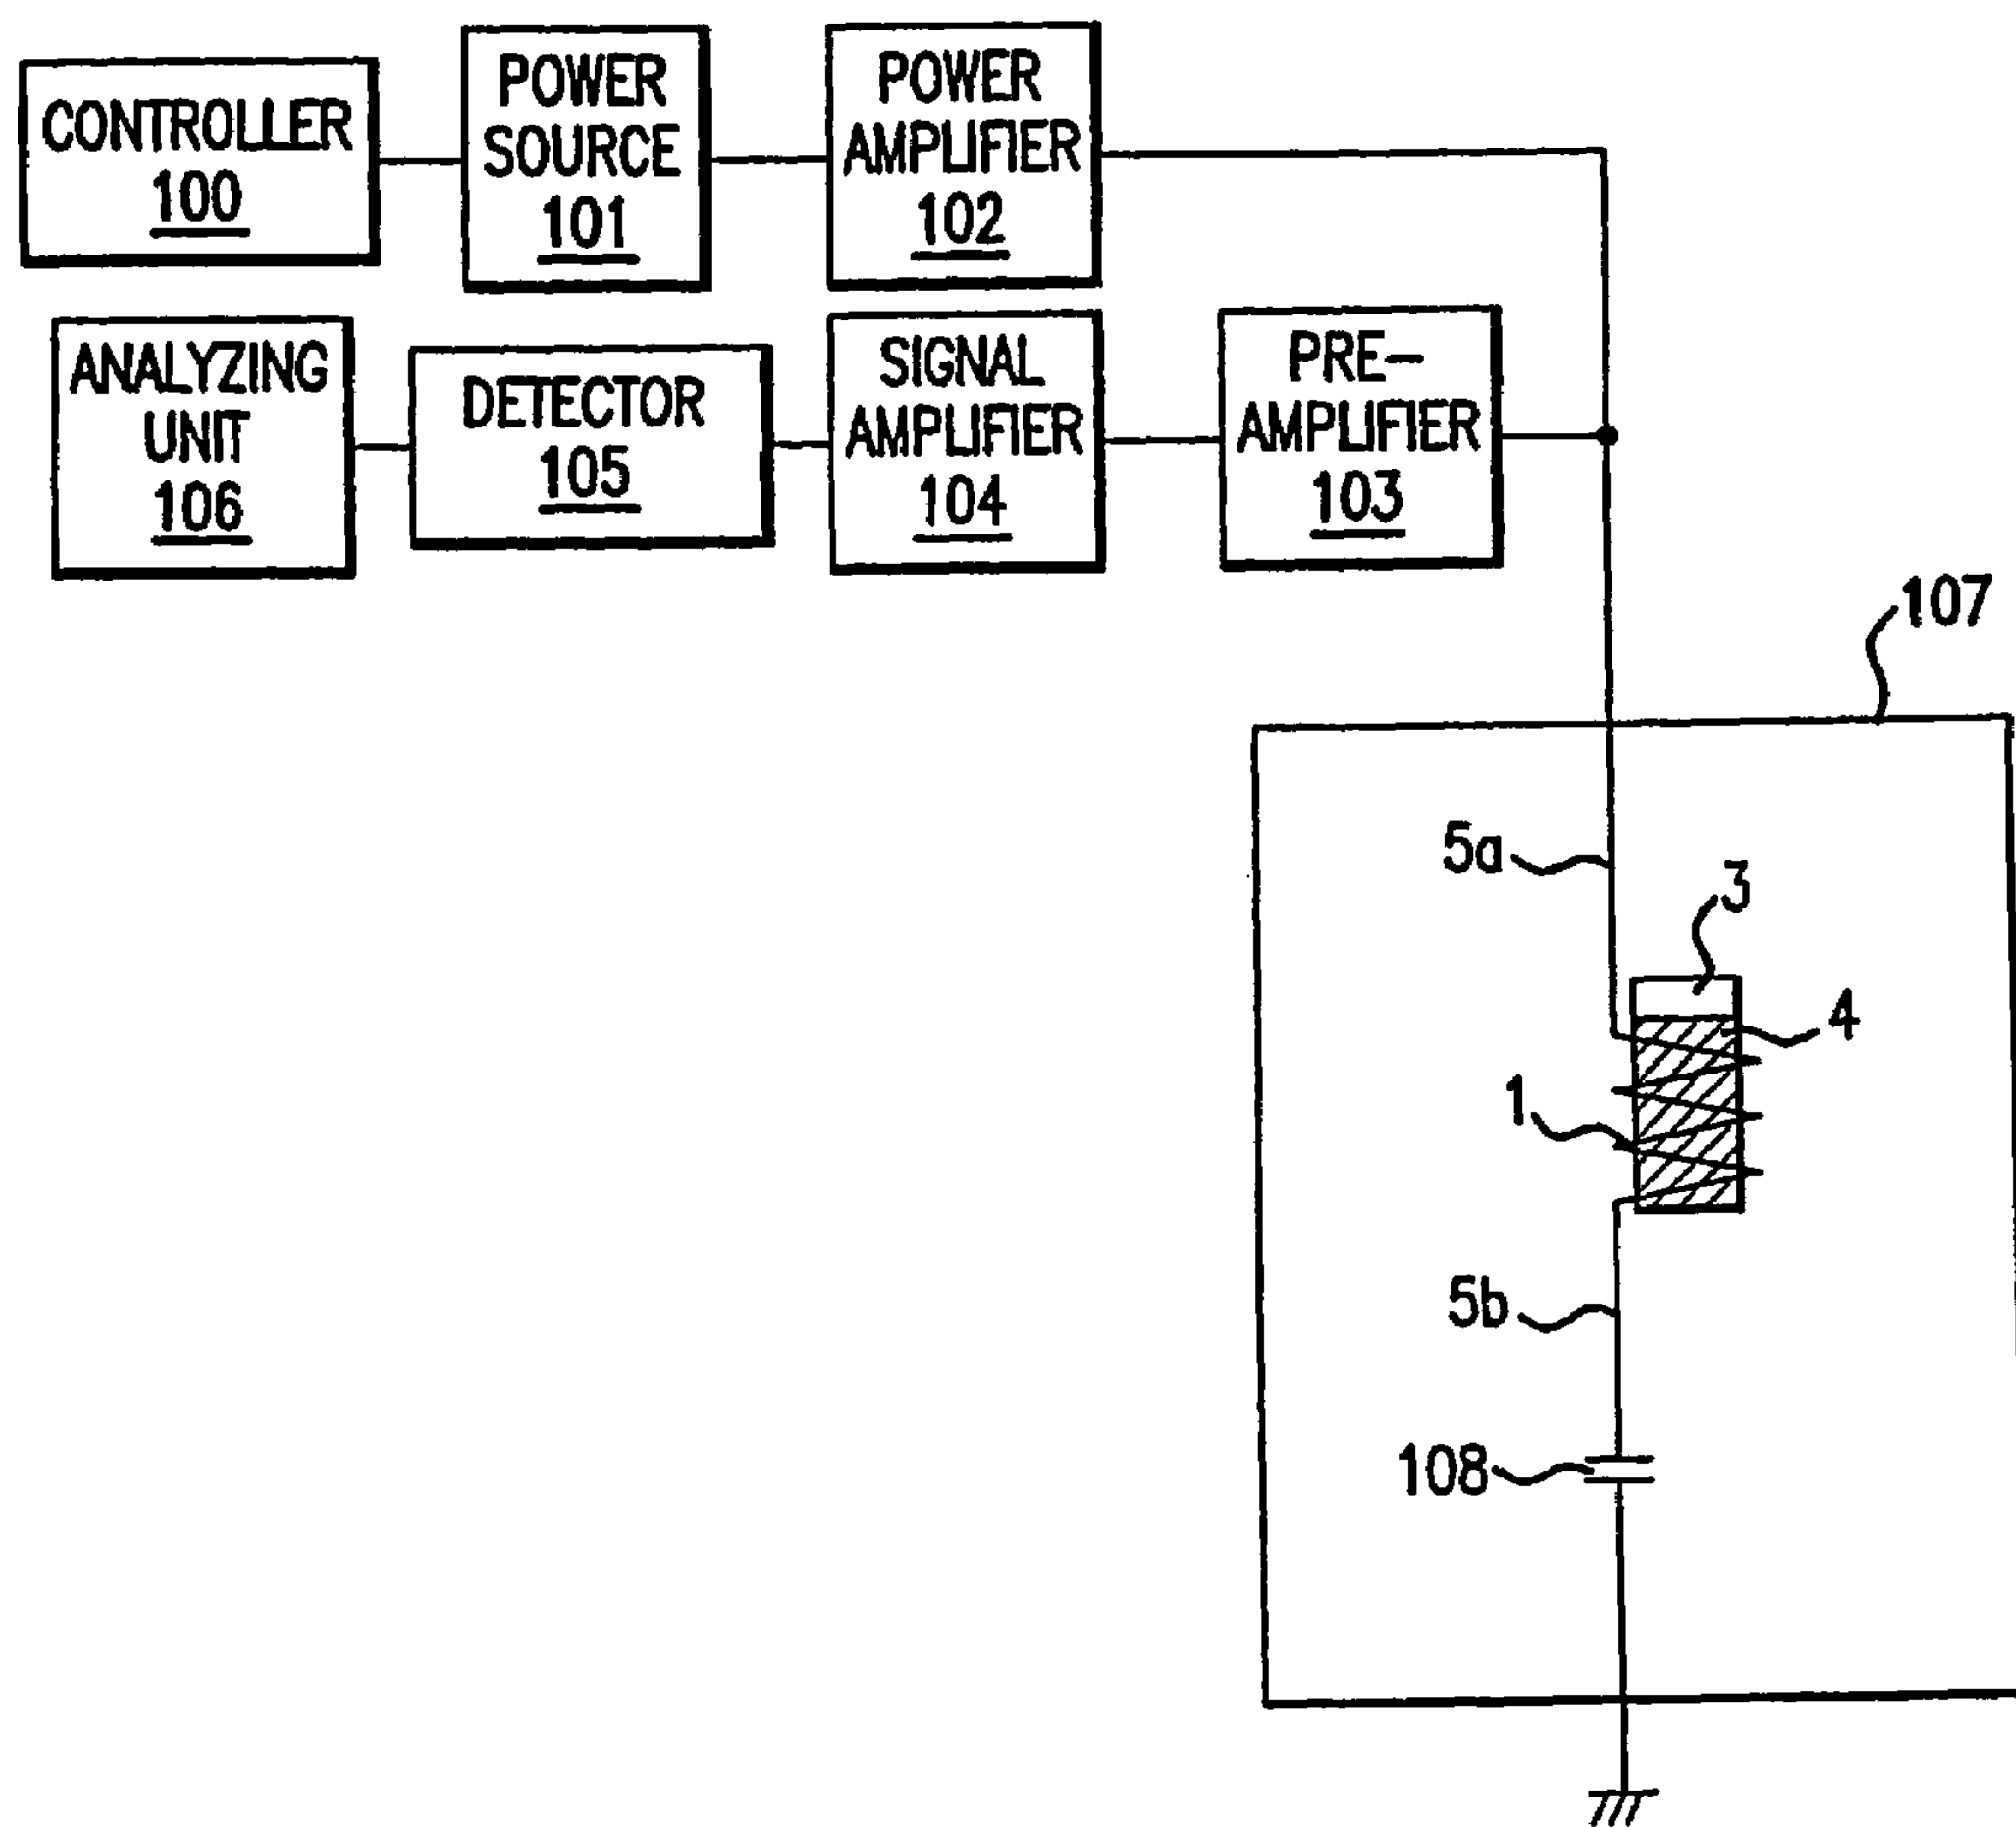 CONTROLLER
100
POWER
SOURCE
101
POWER
AMPLIFIER
102
ANALYZING
UNIT
106
DETECTOR
105
SIGNAL
AMPLIFIER
104
PRE-
AMPLIFIER
103
107
5a
3
4
1
5b
108